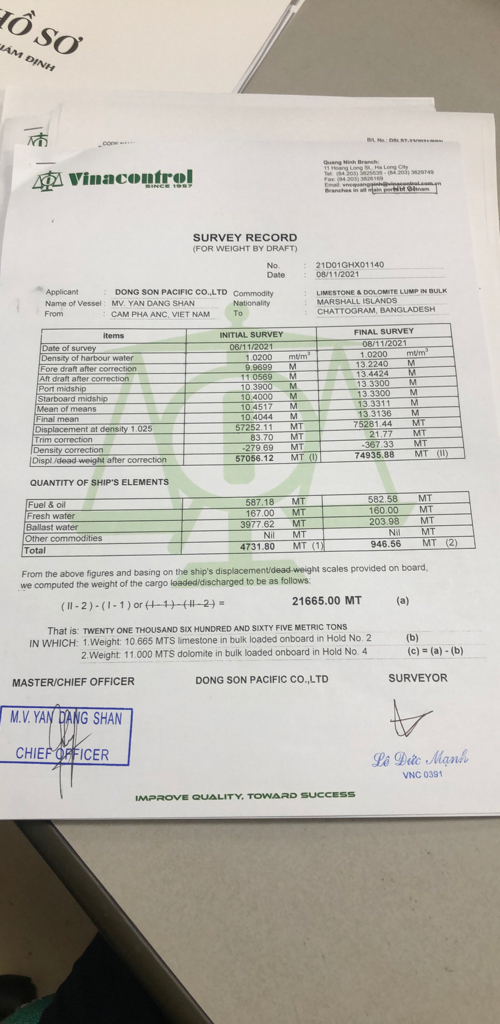 HỒ SƠ
GIÁM ĐỊNH
Vinacontrol
SINCE 1957
Quang Ninh Branch:
11 Hoang Long St., Ha Long City
Tel: (84.203) 3825535 - (84.203) 3629749
Fax: (84.203) 3826169
Email: vncquangninh@vinacontrol.com.vn
Branches in all main ports of Vietnam
SURVEY RECORD
(FOR WEIGHT BY DRAFT)
No. : 21D01GHX01140
Date : 08/11/2021
Applicant : DONG SON PACIFIC CO.,LTD Commodity : LIMESTONE & DOLOMITE LUMP IN BULK
Name of Vessel : MV. YAN DANG SHAN Nationality : MARSHALL ISLANDS
From : CAM PHA ANC, VIET NAM To : CHATTOGRAM, BANGLADESH
Items INITIAL SURVEY FINAL SURVEY
Date of survey 06/11/2021 08/11/2021
Density of harbour water 1.0200 mt/m³ 1.0200 mt/m³
Fore draft after correction 9.9699 M 13.2240 M
Aft draft after correction 11.0569 M 13.4424 M
Port midship 10.3900 M 13.3300 M
Starboard midship 10.4000 M 13.3300 M
Mean of means 10.4517 M 13.3311 M
Final mean 10.4044 M 13.3136 M
Displacement at density 1.025 57252.11 MT 75281.44 MT
Trim correction 83.70 MT 21.77 MT
Density correction -279.69 MT -367.33 MT
Displ./dead weight after correction 57056.12 MT (I) 74935.88 MT (II)
QUANTITY OF SHIP'S ELEMENTS
Fuel & oil 587.18 MT 582.58 MT
Fresh water 167.00 MT 160.00 MT
Ballast water 3977.62 MT 203.98 MT
Other commodities Nil MT Nil MT
Total 4731.80 MT (1) 946.56 MT (2)
From the above figures and basing on the ship's displacement/dead weight scales provided on board,
we computed the weight of the cargo loaded/discharged to be as follows:
( II - 2 ) - ( I - 1 ) or ( I - 1 ) - ( II - 2 ) = 21665.00 MT (a)
That is: TWENTY ONE THOUSAND SIX HUNDRED AND SIXTY FIVE METRIC TONS
IN WHICH: 1.Weight: 10.665 MTS limestone in bulk loaded onboard in Hold No. 2 (b)
2.Weight: 11.000 MTS dolomite in bulk loaded onboard in Hold No. 4 (c) = (a) - (b)
MASTER/CHIEF OFFICER DONG SON PACIFIC CO.,LTD SURVEYOR
M.V. YAN DANG SHAN
CHIEF OFFICER
Lê Đức Mạnh
VNC 0391
IMPROVE QUALITY, TOWARD SUCCESS